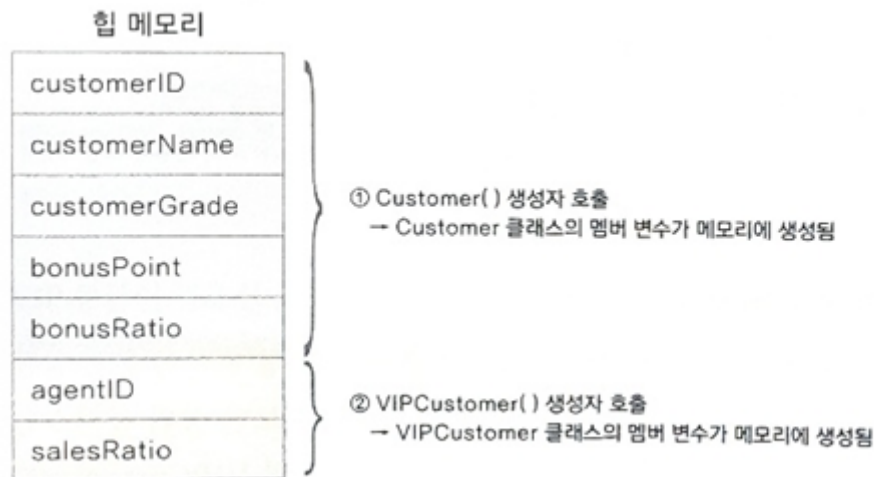 힙 메모리
customerID
customerName
customerGrade
bonusPoint
bonusRatio
agentID
salesRatio
① Customer( ) 생성자 호출
→ Customer 클래스의 멤버 변수가 메모리에 생성됨
② VIPCustomer( ) 생성자 호출
→ VIPCustomer 클래스의 멤버 변수가 메모리에 생성됨